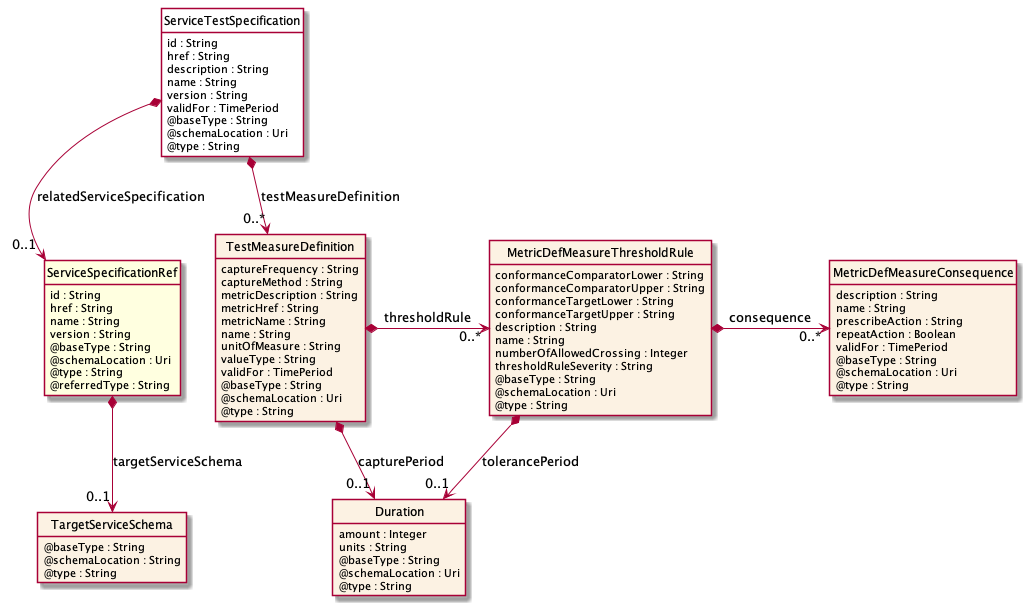 ServiceTestSpecification
id : String
href : String
description : String
name : String
version : String
validFor : TimePeriod
@baseType : String
@schemaLocation : Uri
@type : String
relatedServiceSpecification
0..1
testMeasureDefinition
0..*
ServiceSpecificationRef
id : String
href : String
name : String
version : String
@baseType : String
@schemaLocation : Uri
@type : String
@referredType : String
TestMeasureDefinition
captureFrequency : String
captureMethod : String
metricDescription : String
metricHref : String
metricName : String
name : String
unitOfMeasure : String
valueType : String
validFor : TimePeriod
@baseType : String
@schemaLocation : Uri
@type : String
thresholdRule
0..*
MetricDefMeasureThresholdRule
conformanceComparatorLower : String
conformanceComparatorUpper : String
conformanceTargetLower : String
conformanceTargetUpper : String
description : String
name : String
numberOfAllowedCrossing : Integer
thresholdRuleSeverity : String
@baseType : String
@schemaLocation : Uri
@type : String
consequence
0..*
MetricDefMeasureConsequence
description : String
name : String
prescribeAction : String
repeatAction : Boolean
validFor : TimePeriod
@baseType : String
@schemaLocation : Uri
@type : String
targetServiceSchema
0..1
capturePeriod
0..1
tolerancePeriod
0..1
TargetServiceSchema
@baseType : String
@schemaLocation : String
@type : String
Duration
amount : Integer
units : String
@baseType : String
@schemaLocation : Uri
@type : String